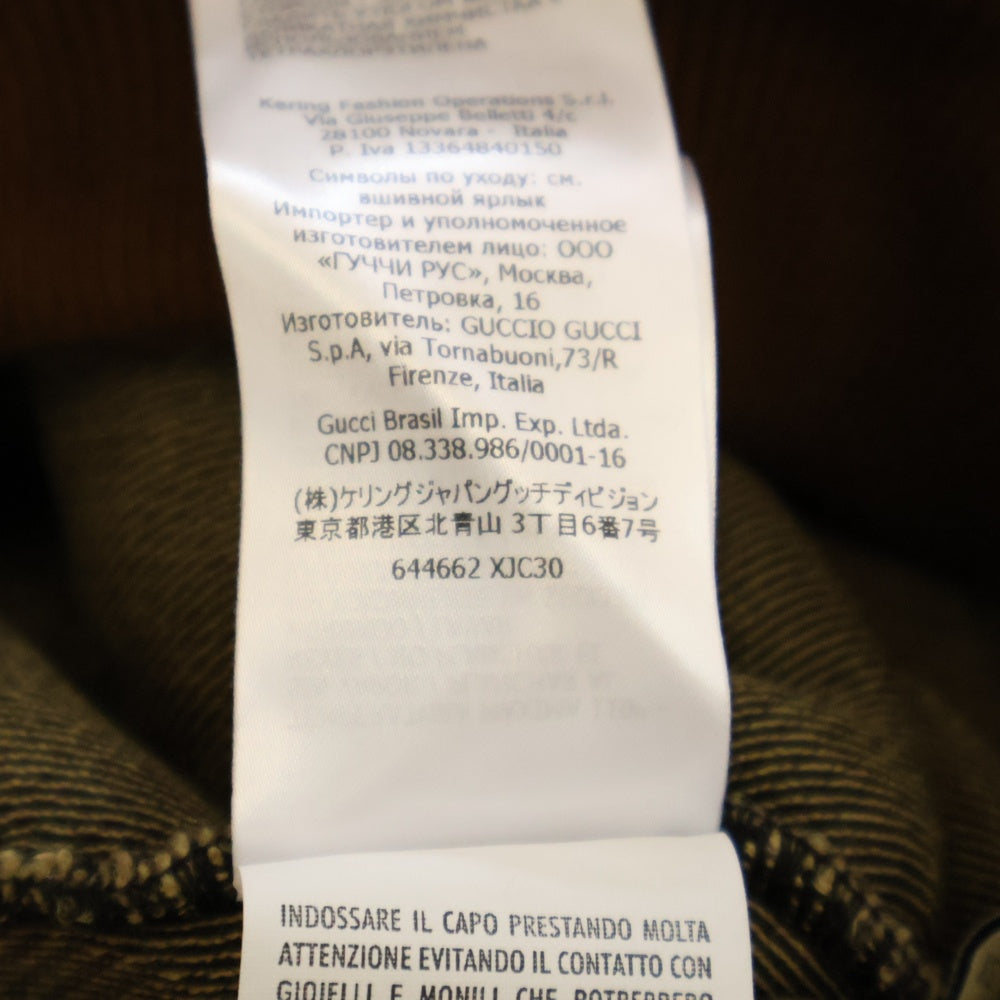 Kering Fashion Operations S.r.l.
Via Giuseppe Belletti 4/c
28100 Novara - Italia
P. Iva 13364840150
Символы по уходу: см.
вшивной ярлык
Импортер и уполномоченное
изготовителем лицо: ООО
«ГУЧЧИ РУС», Москва,
Петровка, 16
Изготовитель: GUCCIO GUCCI
S.p.A, via Tornabuoni,73/R
Firenze, Italia
Gucci Brasil Imp. Exp. Ltda.
CNPJ 08.338.986/0001-16
(株)ケリングジャパングッチディビジョン
東京都港区北青山 3丁目6番7号
644662 XJC30
INDOSSARE IL CAPO PRESTANDO MOLTA
ATTENZIONE EVITANDO IL CONTATTO CON
GIOIELLI E MONILI CHE POTREBBERO